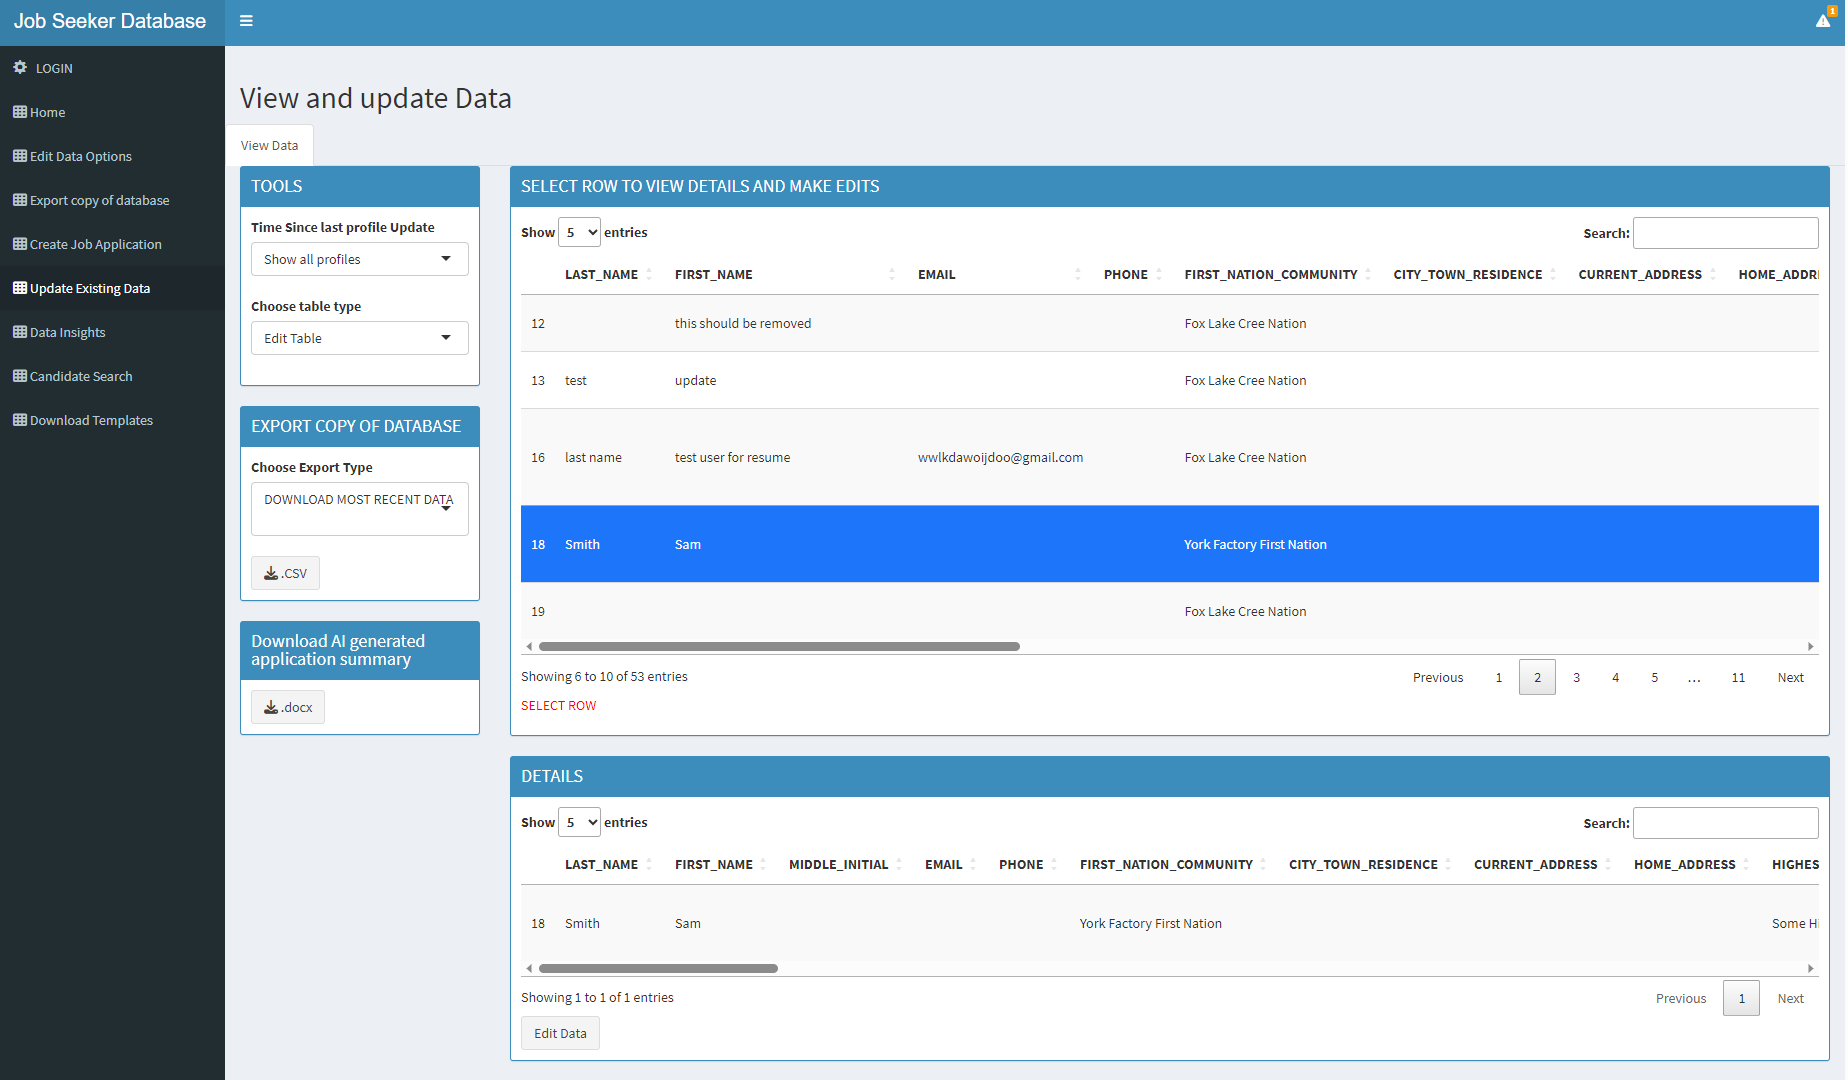 Job Seeker Database
1
LOGIN
Home
Edit Data Options
Export copy of database
Create Job Application
Update Existing Data
Data Insights
Candidate Search
Download Templates
View and update Data
View Data
TOOLS
Time Since last profile Update
Show all profiles
Choose table type
Edit Table
EXPORT COPY OF DATABASE
Choose Export Type
DOWNLOAD MOST RECENT DATA
.CSV
Download AI generated
application summary
.docx
SELECT ROW TO VIEW DETAILS AND MAKE EDITS
Show 5 entries Search:
LAST_NAME FIRST_NAME EMAIL PHONE FIRST_NATION_COMMUNITY CITY_TOWN_RESIDENCE CURRENT_ADDRESS HOME_ADDR
12 this should be removed Fox Lake Cree Nation
13 test update Fox Lake Cree Nation
16 last name test user for resume wwlkdawoijdoo@gmail.com Fox Lake Cree Nation
18 Smith Sam York Factory First Nation
19 Fox Lake Cree Nation
Showing 6 to 10 of 53 entries Previous 1 2 3 4 5 … 11 Next
SELECT ROW
DETAILS
Show 5 entries Search:
LAST_NAME FIRST_NAME MIDDLE_INITIAL EMAIL PHONE FIRST_NATION_COMMUNITY CITY_TOWN_RESIDENCE CURRENT_ADDRESS HOME_ADDRESS HIGHES
18 Smith Sam York Factory First Nation Some Hi
Showing 1 to 1 of 1 entries Previous 1 Next
Edit Data